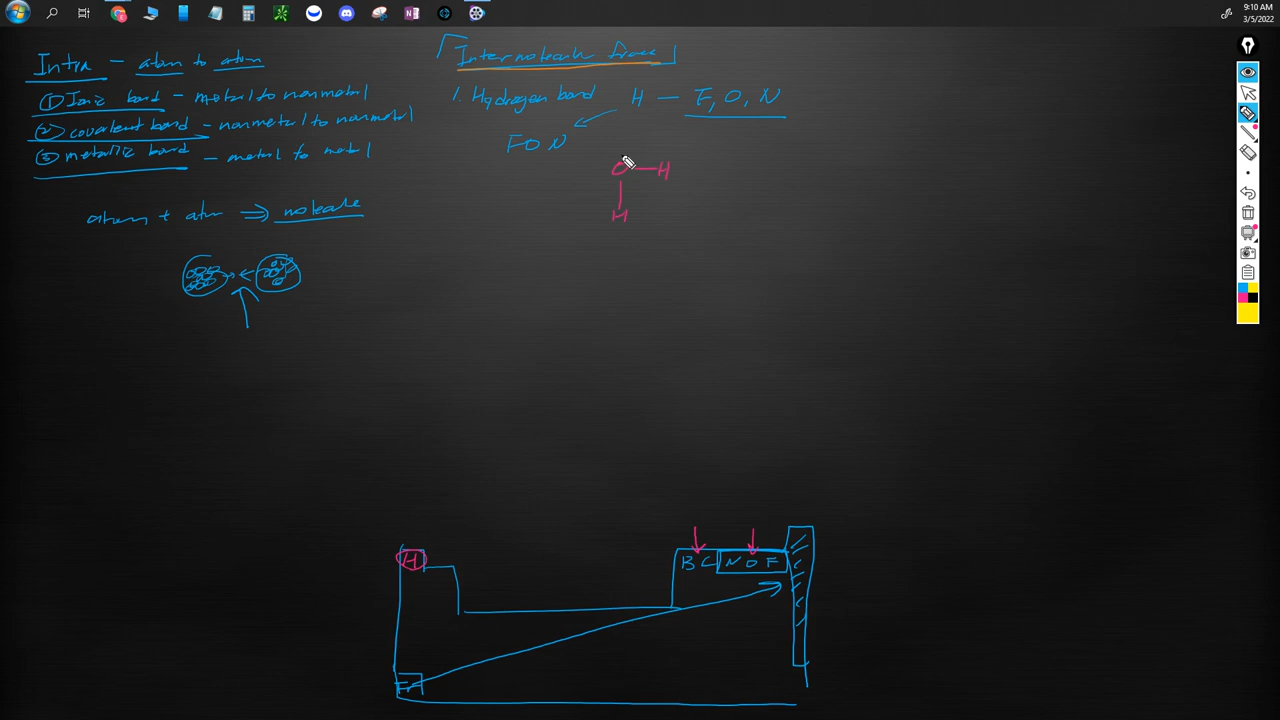 9:10 AM
3/5/2022
Intra - atom to atom
① Ionic bond - metal to nonmetal
② covalent bond - nonmetal to nonmetal
③ metallic bond - metal to metal
atom + atom ⇒ molecule
Intermolecular forces
1. Hydrogen bond H — F, O, N
F O N
O — H
H
H
B C N O F
Fr